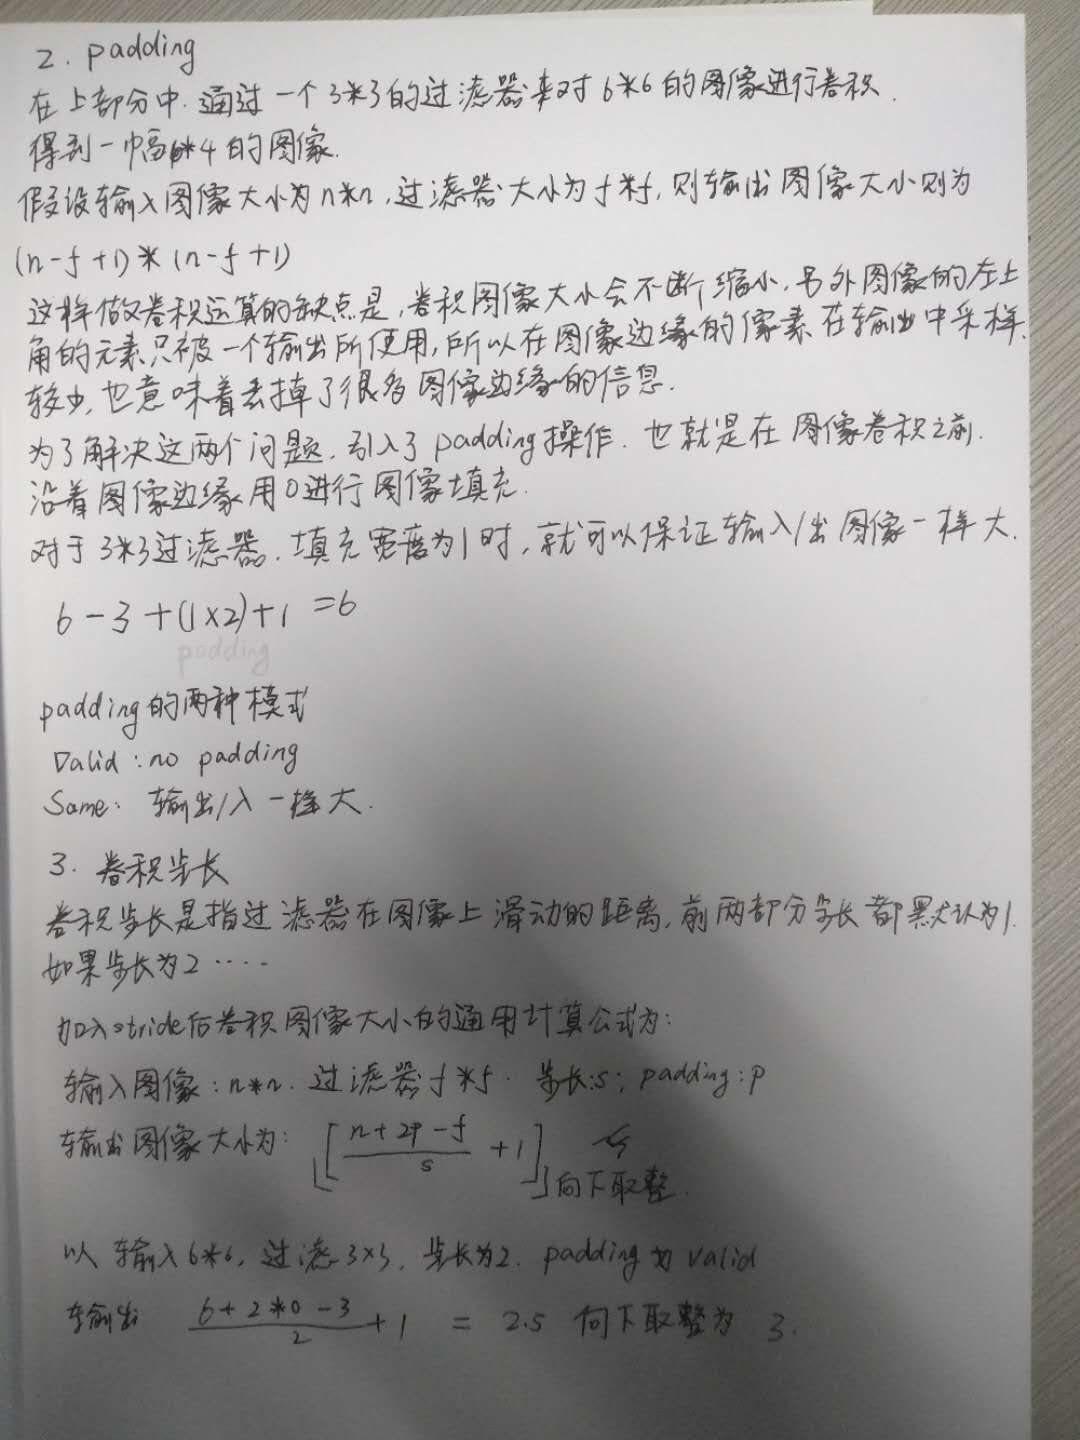 2. padding
在上部分中.通过一个3*3的过滤器来对6*6的图像进行卷积.
得到一幅6*4的图像.
假设输入图像大小为n*n,过滤器大小为f*f,则输出图像大小则为
(n-f+1)*(n-f+1)
这样做卷积运算的缺点是,卷积图像大小会不断缩小,另外图像的左上
角的元素只被一个输出所使用,所以在图像边缘的像素在输出中采样
较少,也意味着丢掉了很多图像边缘的信息.
为了解决这两个问题,引入了padding操作.也就是在图像卷积之前.
沿着图像边缘用0进行图像填充.
对于3*3过滤器.填充宽度为1时,就可以保证输入/出图像一样大.
6-3+(1×2)+1=6
padding
padding的两种模式
Valid:no padding
Same:输出/入一样大.
3.卷积步长
卷积步长是指过滤器在图像上滑动的距离,前两部分步长都默认为1.
如果步长为2····
加入stride后卷积图像大小的通用计算公式为:
输入图像:n*n.过滤器f*f.步长:s;padding:p
输出图像大小为:⌊[(n+2p-f)/s+1]⌋
向下取整.
以输入6*6,过滤3×3,步长为2.padding为valid
输出 (6+2*0-3)/2+1 = 2.5 向下取整为 3.